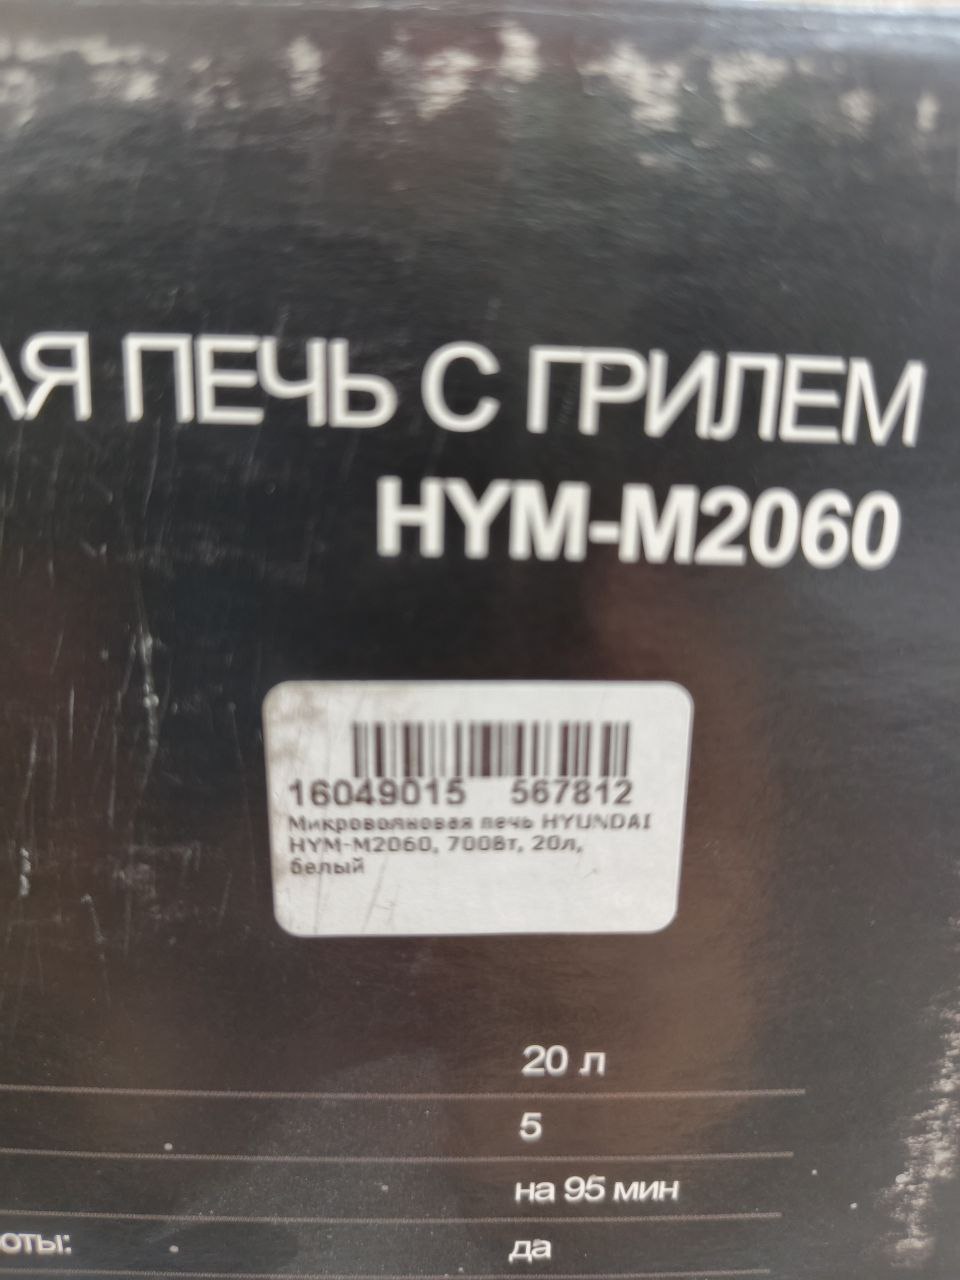 АЯ ПЕЧЬ С ГРИЛЕМ
HYM-M2060
16049015 567812
Микроволновая печь HYUNDAI
HYM-M2060, 700Вт, 20л,
белый
20 л
5
на 95 мин
оты: да